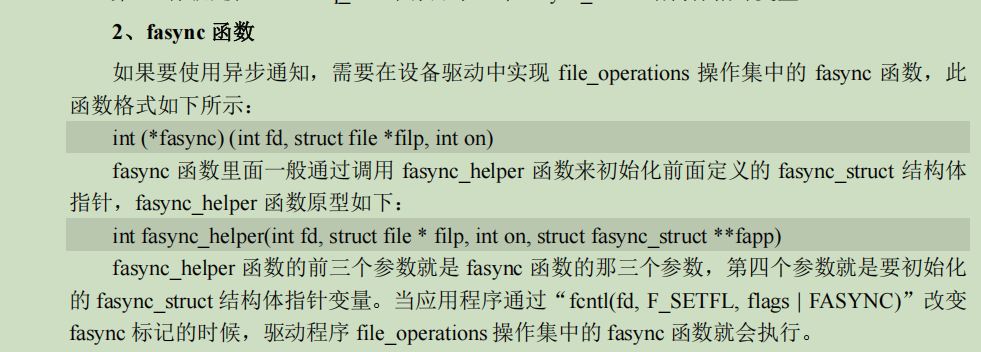 2、fasync 函数
如果要使用异步通知，需要在设备驱动中实现 file_operations 操作集中的 fasync 函数，此
函数格式如下所示：
int (*fasync) (int fd, struct file *filp, int on)
fasync 函数里面一般通过调用 fasync_helper 函数来初始化前面定义的 fasync_struct 结构体
指针，fasync_helper 函数原型如下：
int fasync_helper(int fd, struct file * filp, int on, struct fasync_struct **fapp)
fasync_helper 函数的前三个参数就是 fasync 函数的那三个参数，第四个参数就是要初始化
的 fasync_struct 结构体指针变量。当应用程序通过“fcntl(fd, F_SETFL, flags | FASYNC)”改变
fasync 标记的时候，驱动程序 file_operations 操作集中的 fasync 函数就会执行。